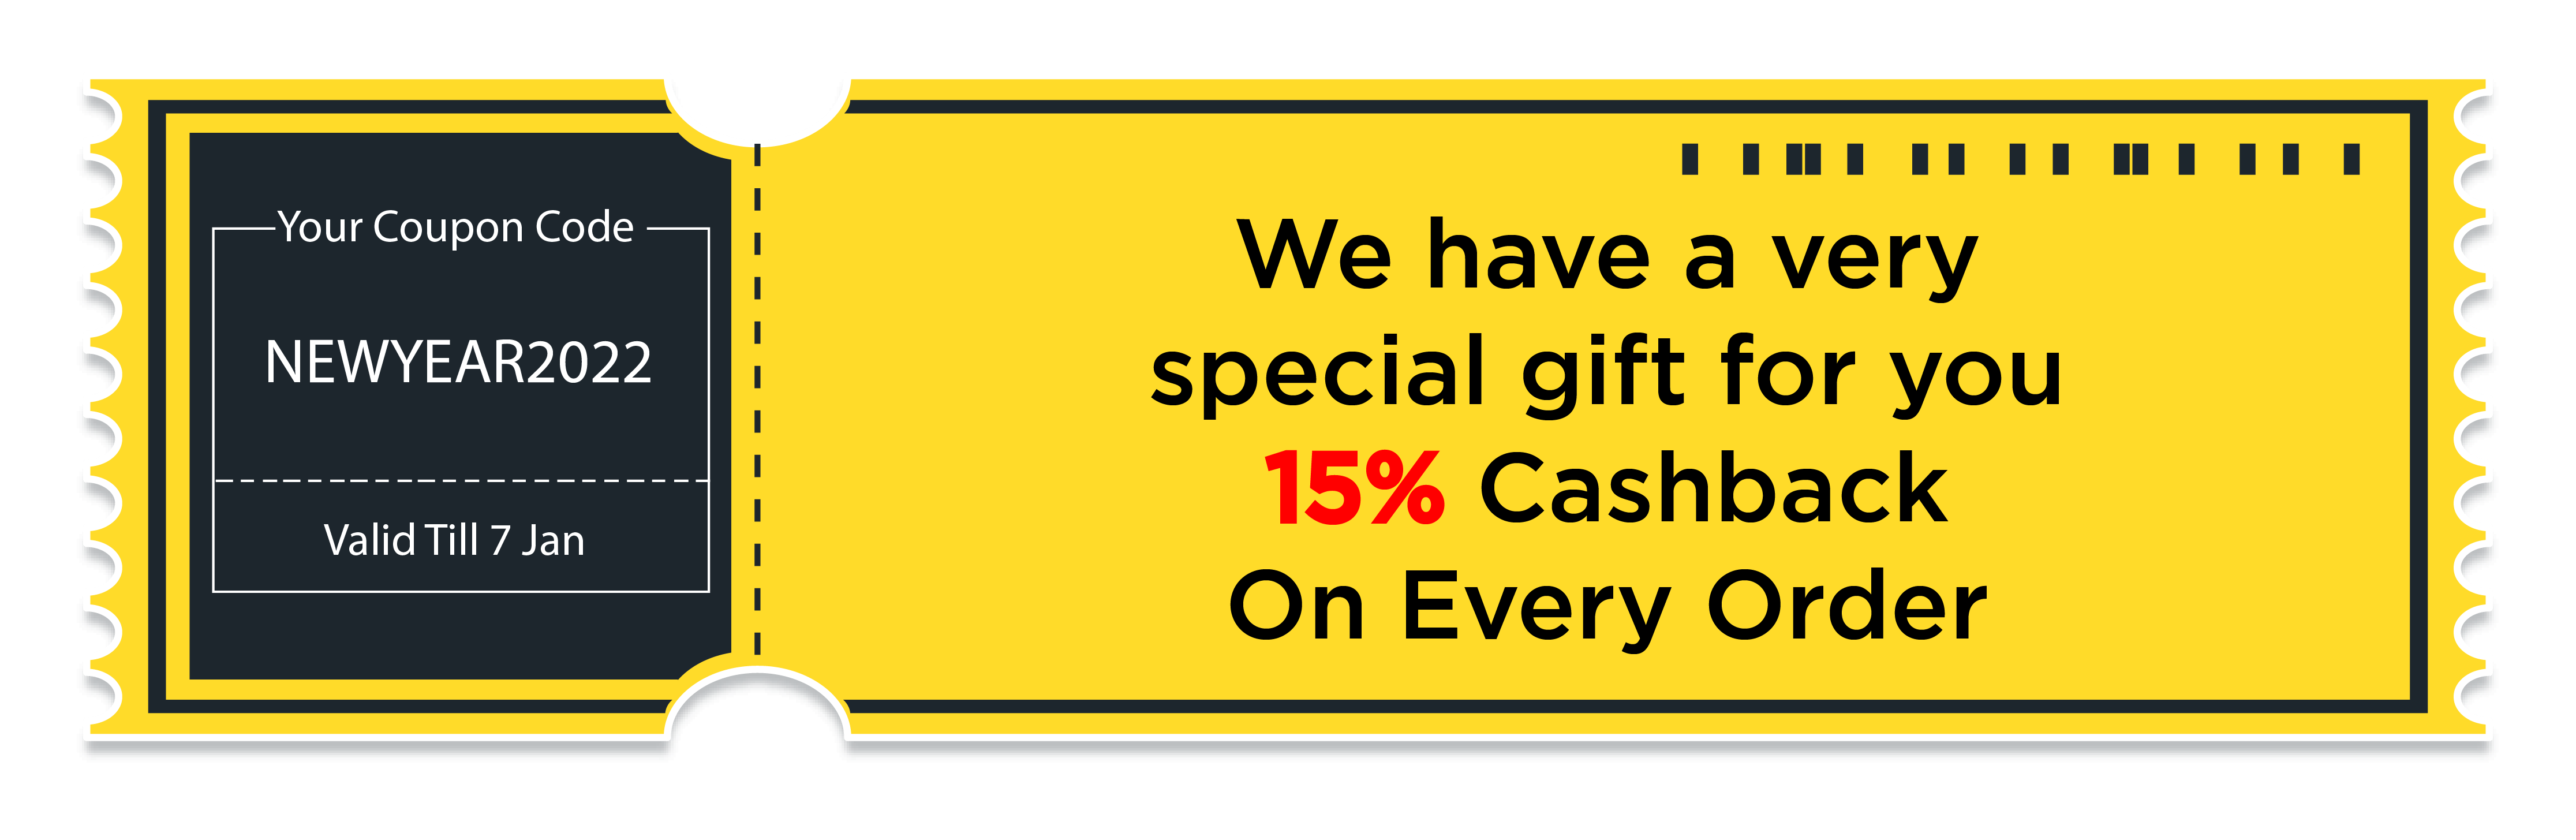 Your Coupon Code
NEWYEAR2022
Valid Till 7 Jan
We have a very
special gift for you
15% Cashback
On Every Order